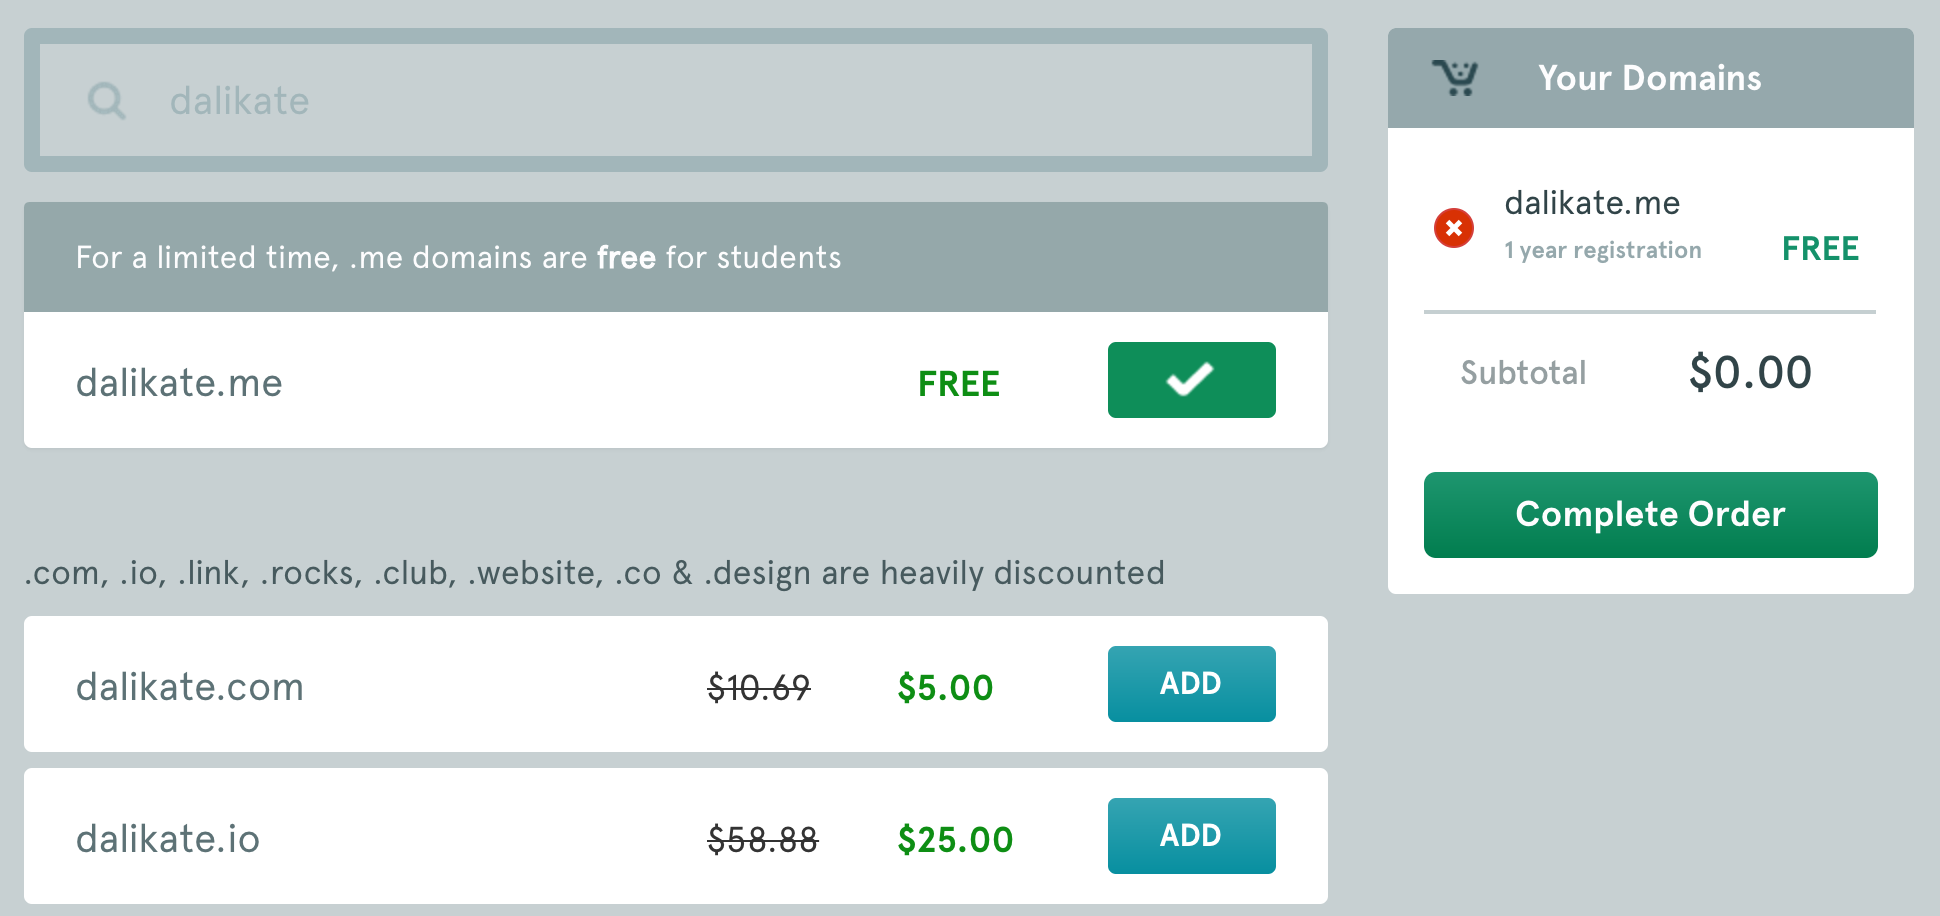 dalikate
For a limited time, .me domains are free for students
dalikate.me FREE
.com, .io, .link, .rocks, .club, .website, .co & .design are heavily discounted
dalikate.com $10.69 $5.00 ADD
dalikate.io $58.88 $25.00 ADD
Your Domains
dalikate.me
1 year registration FREE
Subtotal $0.00
Complete Order